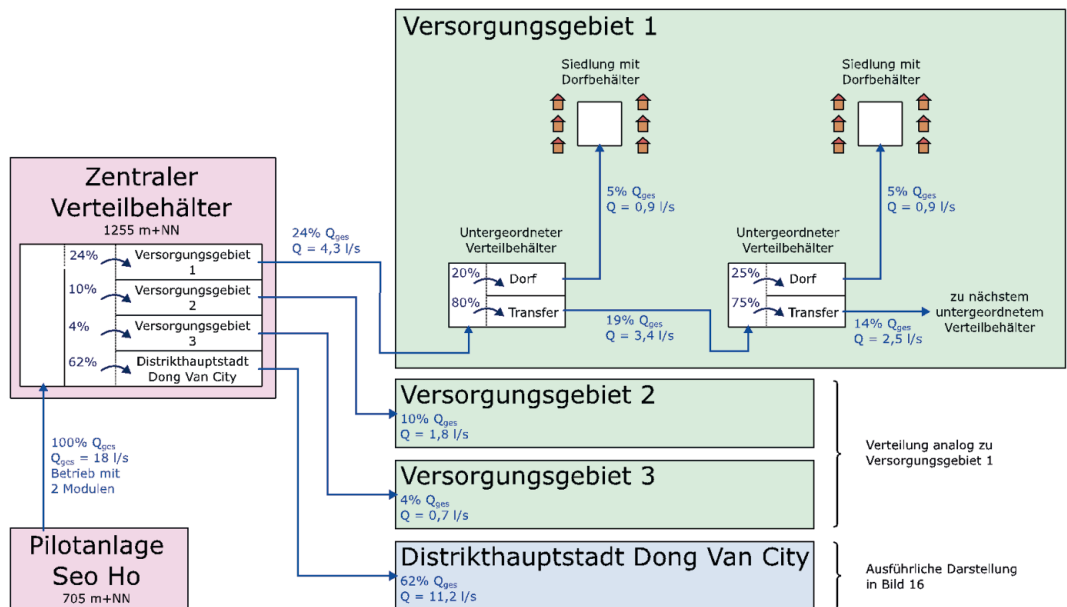 Versorgungsgebiet 1
Siedlung mit
Dorfbehälter
Siedlung mit
Dorfbehälter
5% Qges
Q = 0,9 l/s
5% Qges
Q = 0,9 l/s
Untergeordneter
Verteilbehälter
Untergeordneter
Verteilbehälter
20%
Dorf
80%
Transfer
25%
Dorf
75%
Transfer
19% Qges
Q = 3,4 l/s
14% Qges
Q = 2,5 l/s
zu nächstem
untergeordnetem
Verteilbehälter
Zentraler
Verteilbehälter
1255 m+NN
24%
Versorgungsgebiet
1
10%
Versorgungsgebiet
2
4%
Versorgungsgebiet
3
62%
Distrikthauptstadt
Dong Van City
24% Qges
Q = 4,3 l/s
100% Qges
Qges = 18 l/s
Betrieb mit
2 Modulen
Pilotanlage
Seo Ho
705 m+NN
Versorgungsgebiet 2
10% Qges
Q = 1,8 l/s
Versorgungsgebiet 3
4% Qges
Q = 0,7 l/s
Verteilung analog zu
Versorgungsgebiet 1
Distrikthauptstadt Dong Van City
62% Qges
Q = 11,2 l/s
Ausführliche Darstellung
in Bild 16